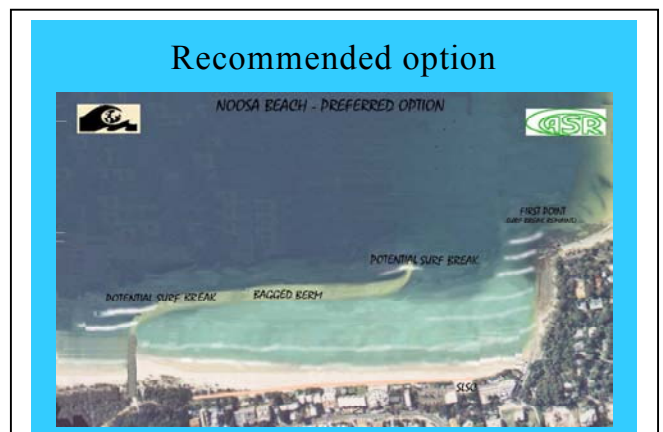 Recommended option
NOOSA BEACH - PREFERRED OPTION
ASR
FIRST POINT
(SURF BREAK REMAINS)
POTENTIAL SURF BREAK
POTENTIAL SURF BREAK
BAGGED BERM
SLSC